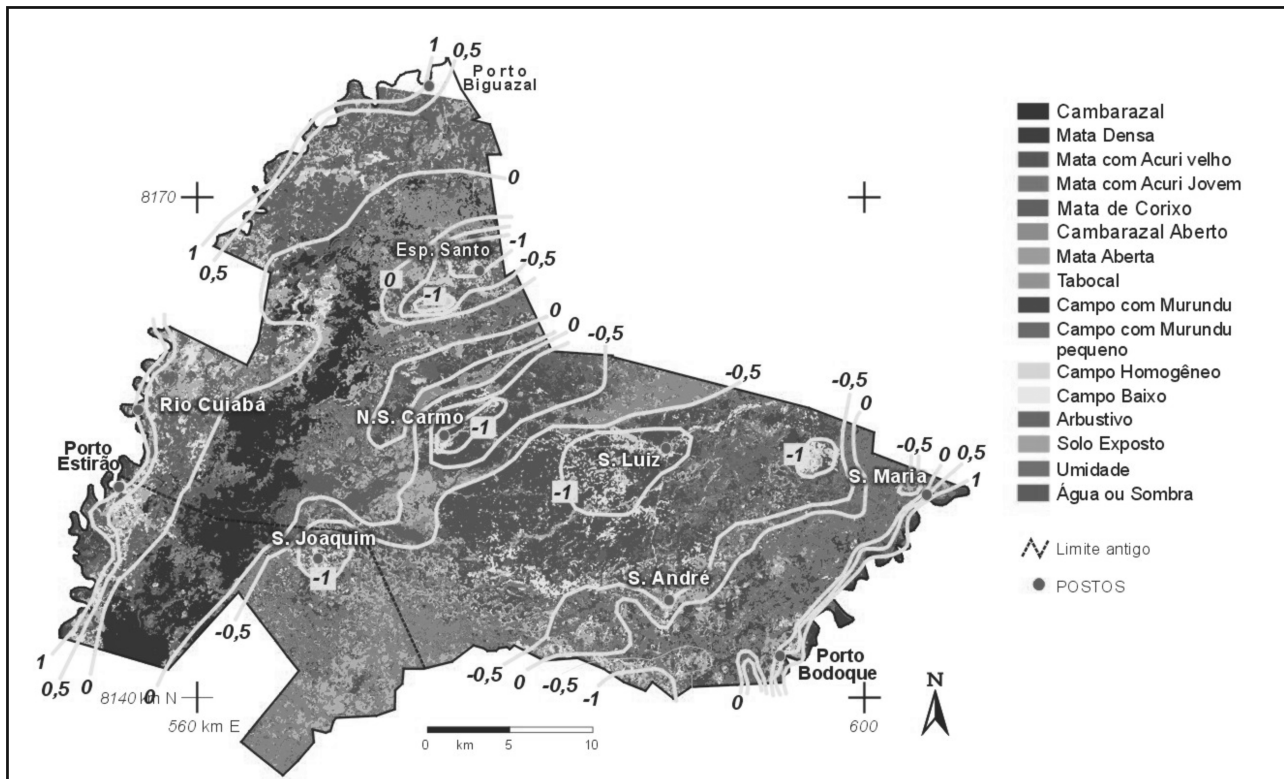 1
0,5
Porto
Biguazal
8170
0
1
0,5
Esp. Santo
-1
-0,5
0
-1
0
0
-0,5
-0,5
-0,5
0
Rio Cuiabá
N.S. Carmo
-1
Porto
Estirão
S. Luiz
-1
-1
S. Maria
-0,5
0
0,5
1
S. Joaquim
-1
S. André
-0,5
1
0,5
0
0
-0,5
0
-0,5
-1
0
Porto
Bodoque
8140 km N
560 km E
600
0 km 5 10
N
Cambarazal
Mata Densa
Mata com Acuri velho
Mata com Acuri Jovem
Mata de Corixo
Cambarazal Aberto
Mata Aberta
Tabocal
Campo com Murundu
Campo com Murundu
pequeno
Campo Homogêneo
Campo Baixo
Arbustivo
Solo Exposto
Umidade
Água ou Sombra
Limite antigo
POSTOS